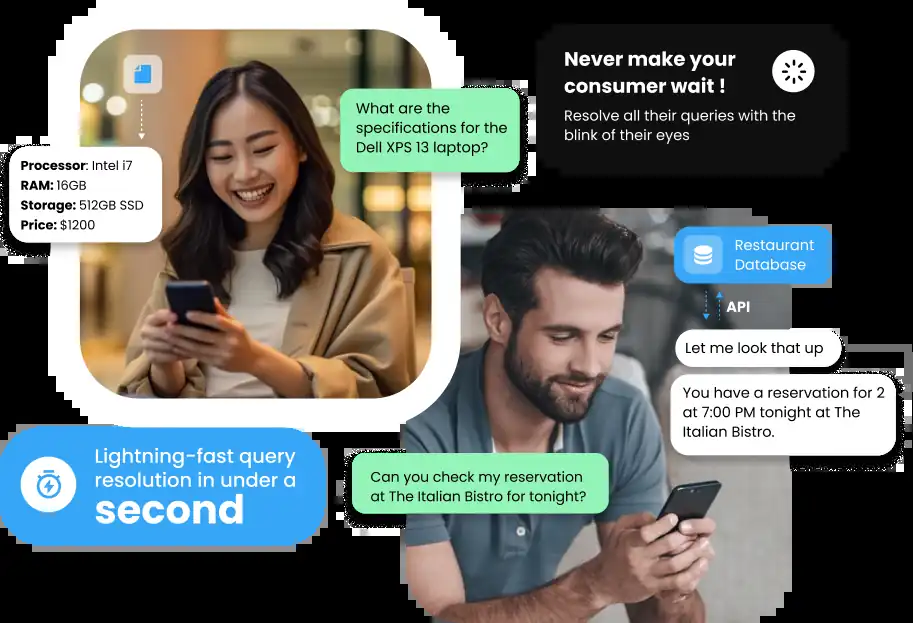 What are the
specifications for the
Dell XPS 13 laptop?
Processor: Intel i7
RAM: 16GB
Storage: 512GB SSD
Price: $1200
Never make your
consumer wait !
Resolve all their queries with the
blink of their eyes
Restaurant
Database
API
Let me look that up
You have a reservation for 2
at 7:00 PM tonight at The
Italian Bistro.
Can you check my reservation
at The Italian Bistro for tonight?
Lightning-fast query
resolution in under a
second